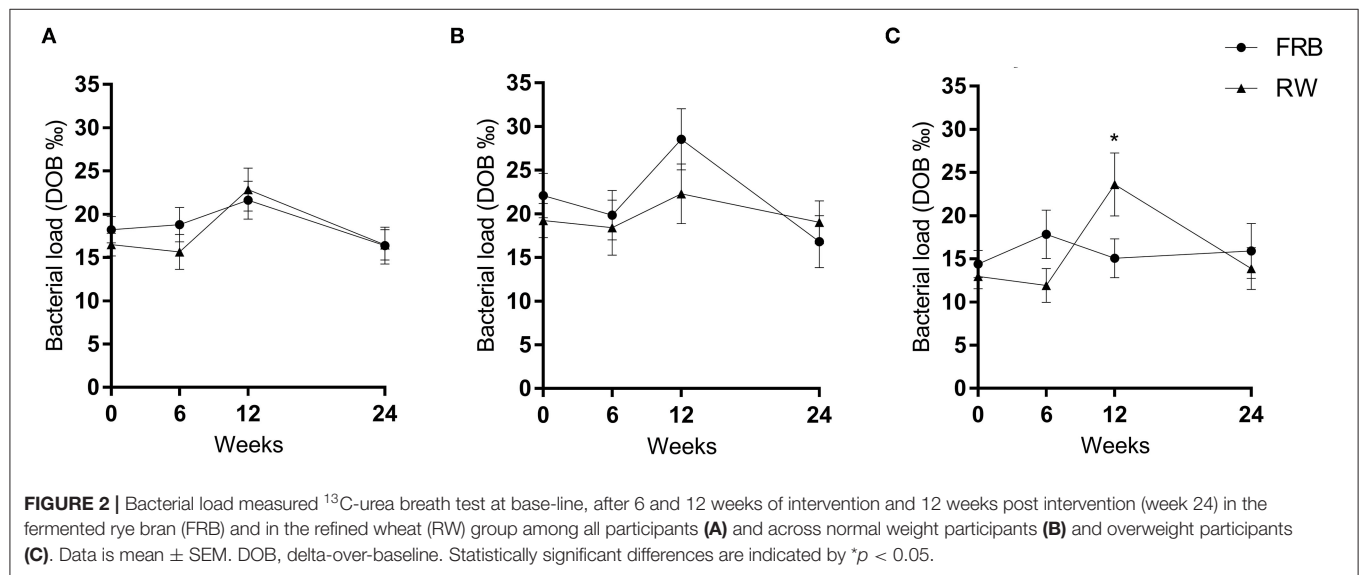 A
B
C
FRB
RW
35
30
25
20
15
10
5
0
Bacterial load (DOB ‰)
0 6 12 24
Weeks
35
30
25
20
15
10
5
0
Bacterial load (DOB ‰)
0 6 12 24
Weeks
35
30
25
20
15
10
5
0
Bacterial load (DOB ‰)
*
0 6 12 24
Weeks
FIGURE 2 | Bacterial load measured ¹³C-urea breath test at base-line, after 6 and 12 weeks of intervention and 12 weeks post intervention (week 24) in the
fermented rye bran (FRB) and in the refined wheat (RW) group among all participants (A) and across normal weight participants (B) and overweight participants
(C). Data is mean ± SEM. DOB, delta-over-baseline. Statistically significant differences are indicated by *p < 0.05.